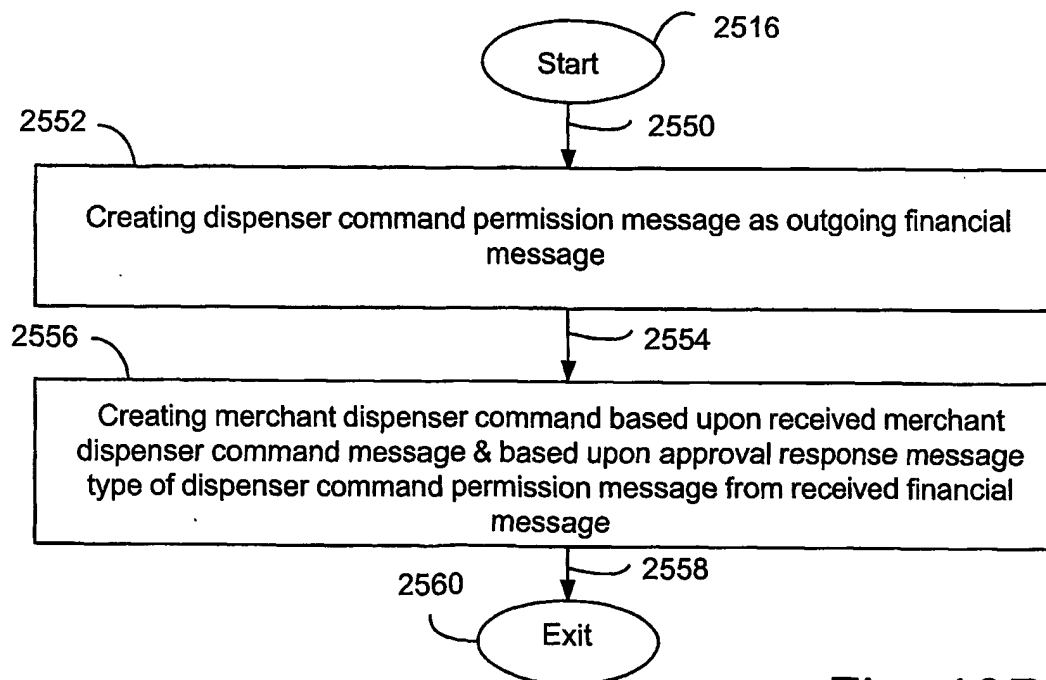 2516
Start
2550
2552
Creating dispenser command permission message as outgoing financial
message
2554
2556
Creating merchant dispenser command based upon received merchant
dispenser command message & based upon approval response message
type of dispenser command permission message from received financial
message
2558
2560
Exit